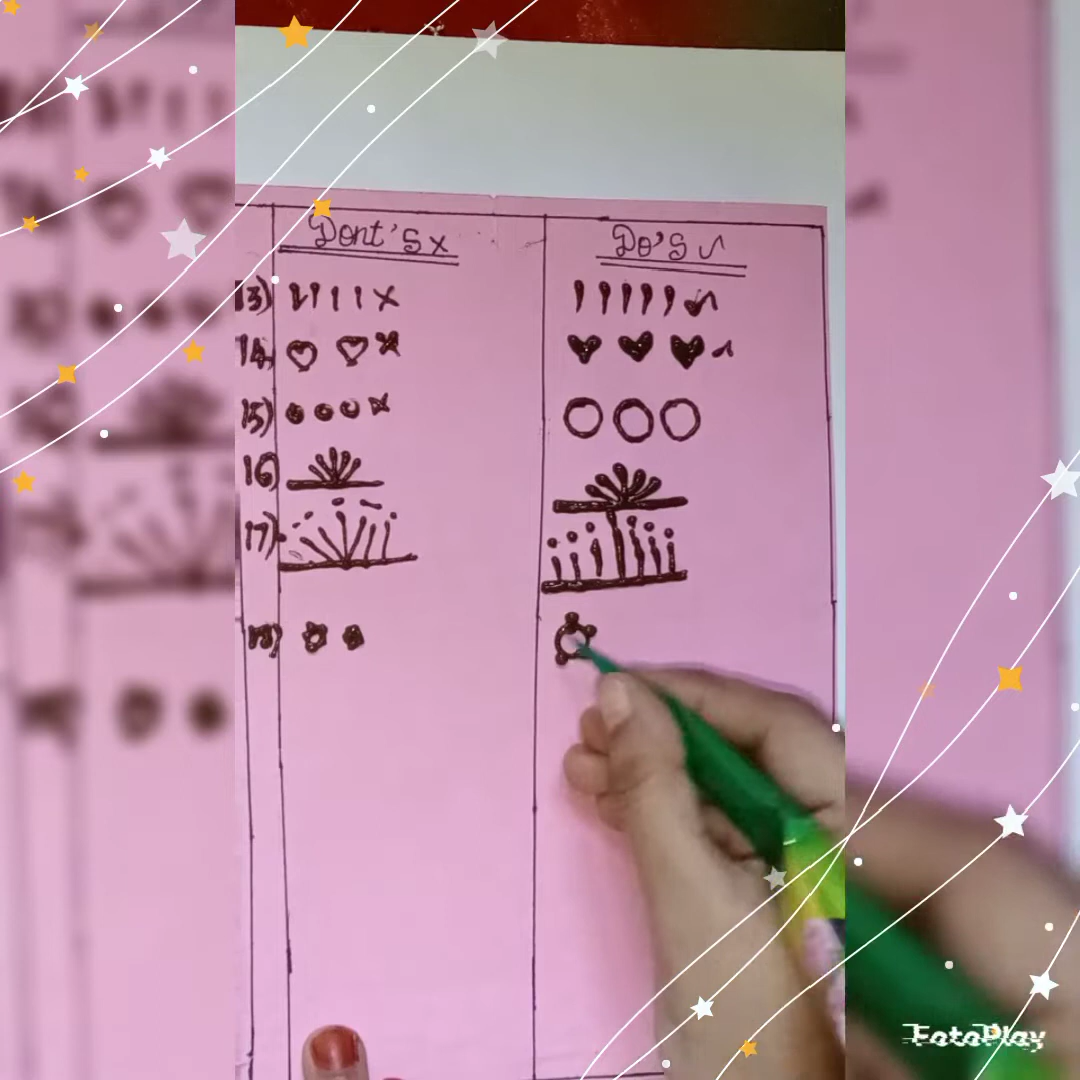 Dont'S x
Do'S ✓
13)
14)
15)
16)
17)
18)
FotoPlay